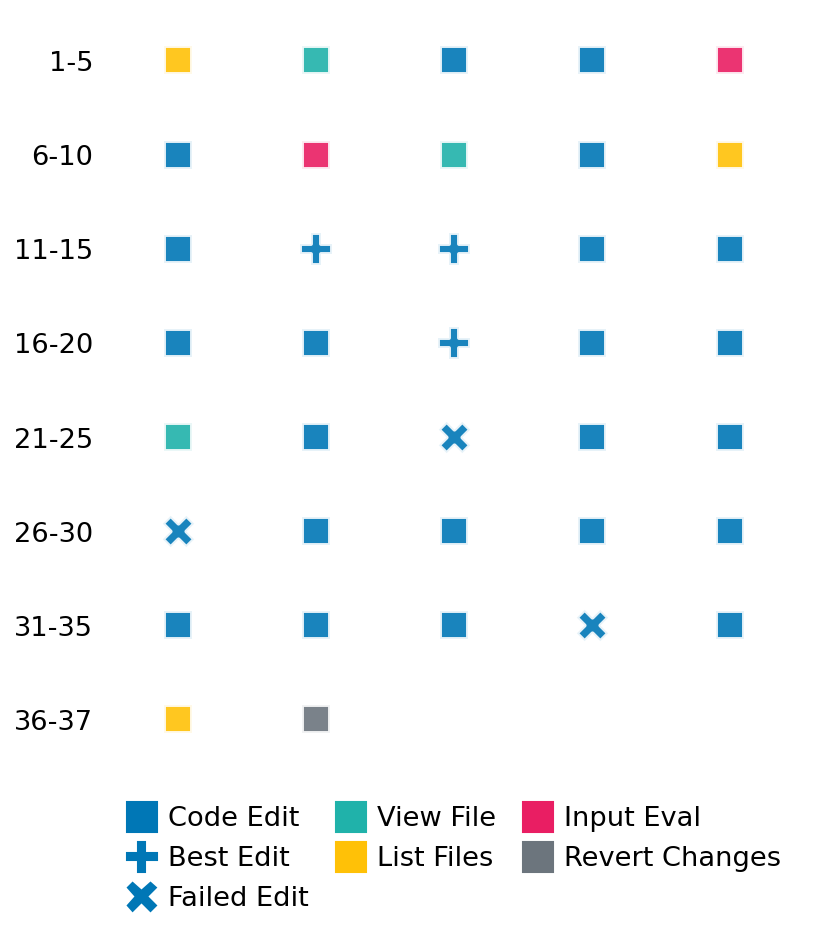 1-5
6-10
11-15
16-20
21-25
26-30
31-35
36-37
Code Edit View File Input Eval
Best Edit List Files Revert Changes
Failed Edit